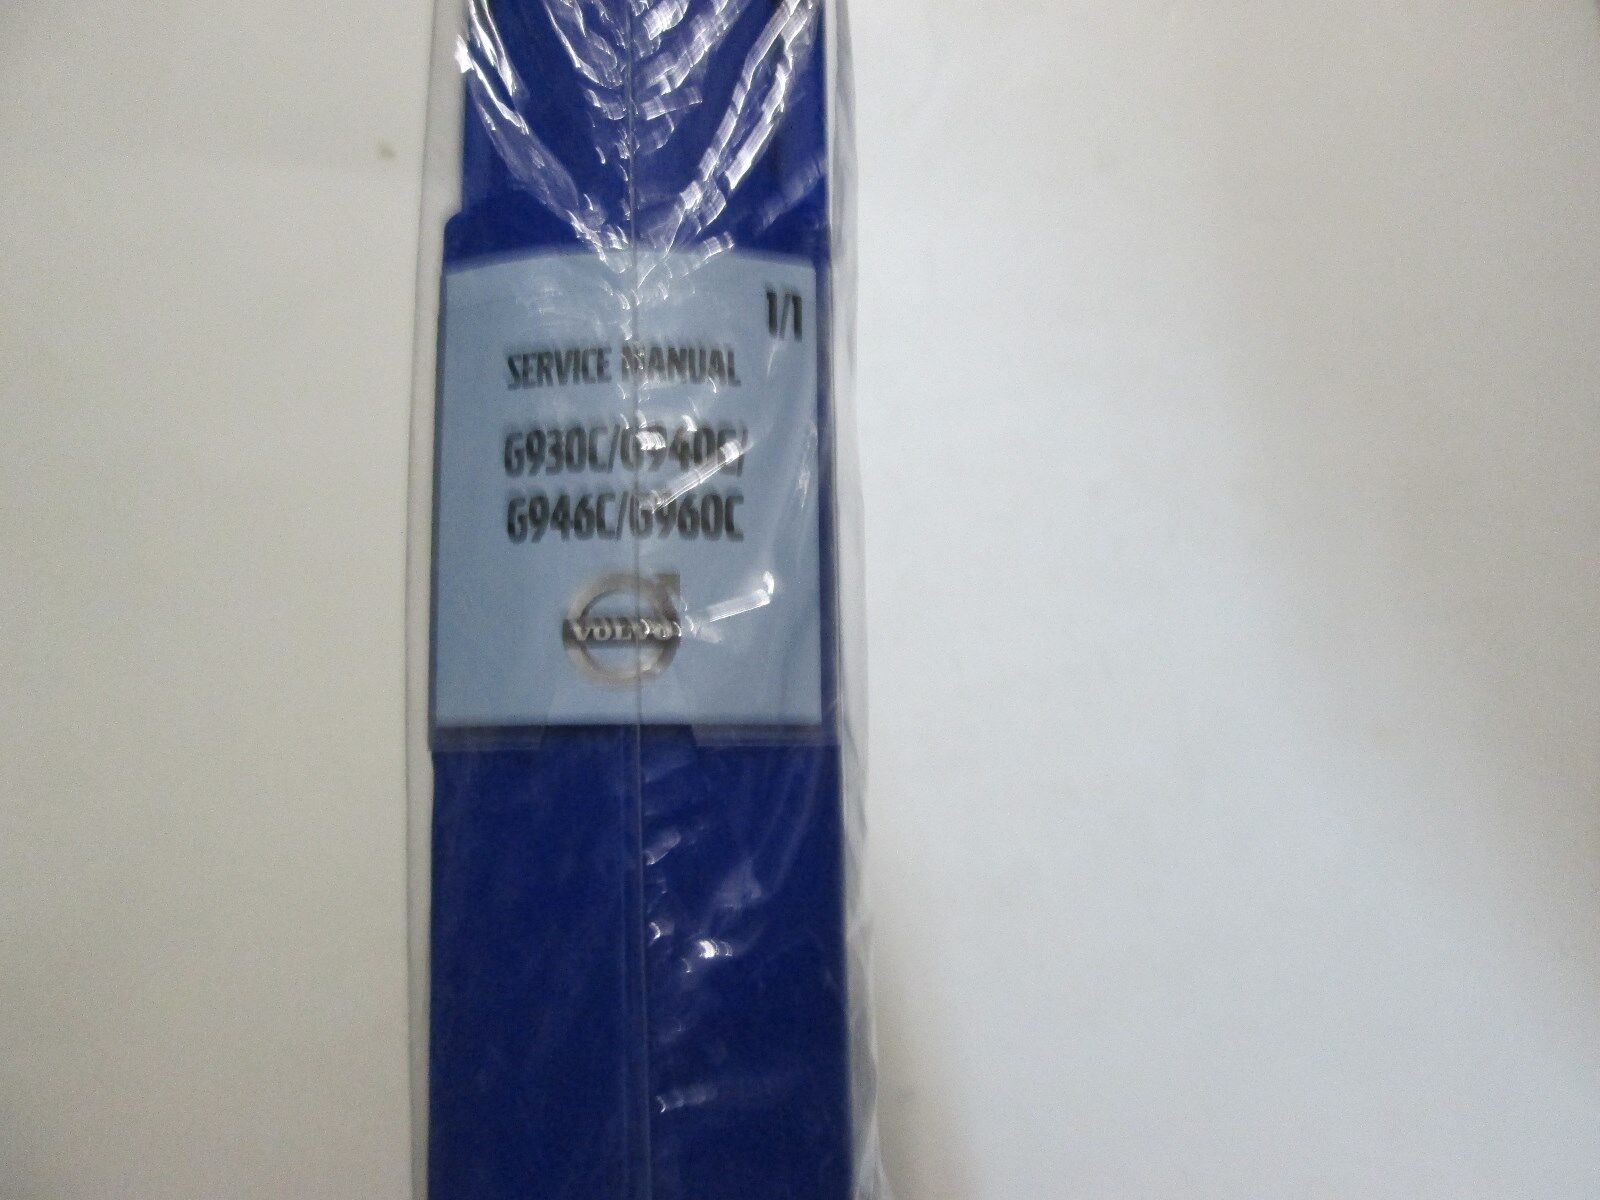 1/1
SERVICE MANUAL
G930C/G940C/
G946C/G960C
VOLVO